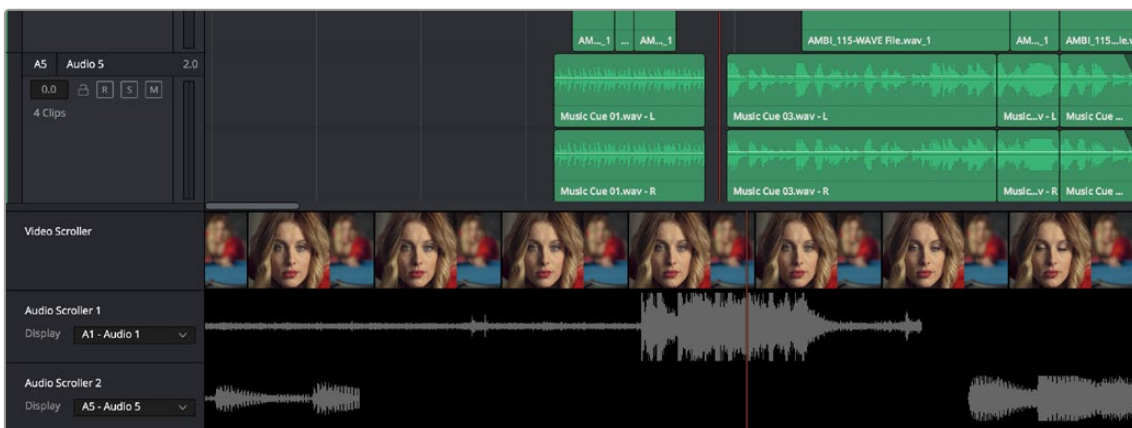 AM..._1 ... AM..._1 AMBI_115-WAVE File.wav_1 AM..._1 AMBI_115...le.v
A5 Audio 5 2.0
0.0 R S M
4 Clips
Music Cue 01.wav - L Music Cue 03.wav - L Music...v - L Music Cue ...
Music Cue 01.wav - R Music Cue 03.wav - R Music...v - R Music Cue ...
Video Scroller
Audio Scroller 1
Display A1 - Audio 1
Audio Scroller 2
Display A5 - Audio 5